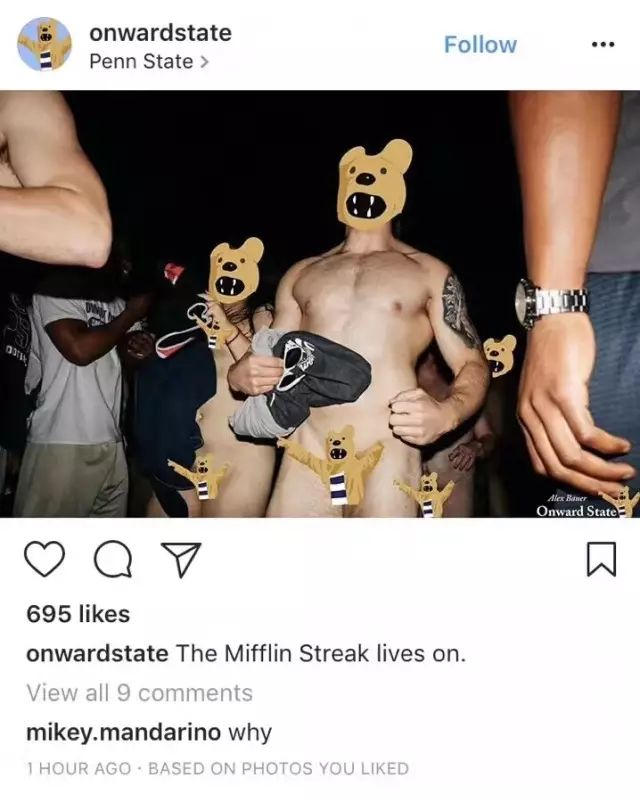 onwardstate
Follow
Penn State >
Alex Bauer
Onward State
695 likes
onwardstate The Mifflin Streak lives on.
View all 9 comments
mikey.mandarino why
1 HOUR AGO · BASED ON PHOTOS YOU LIKED